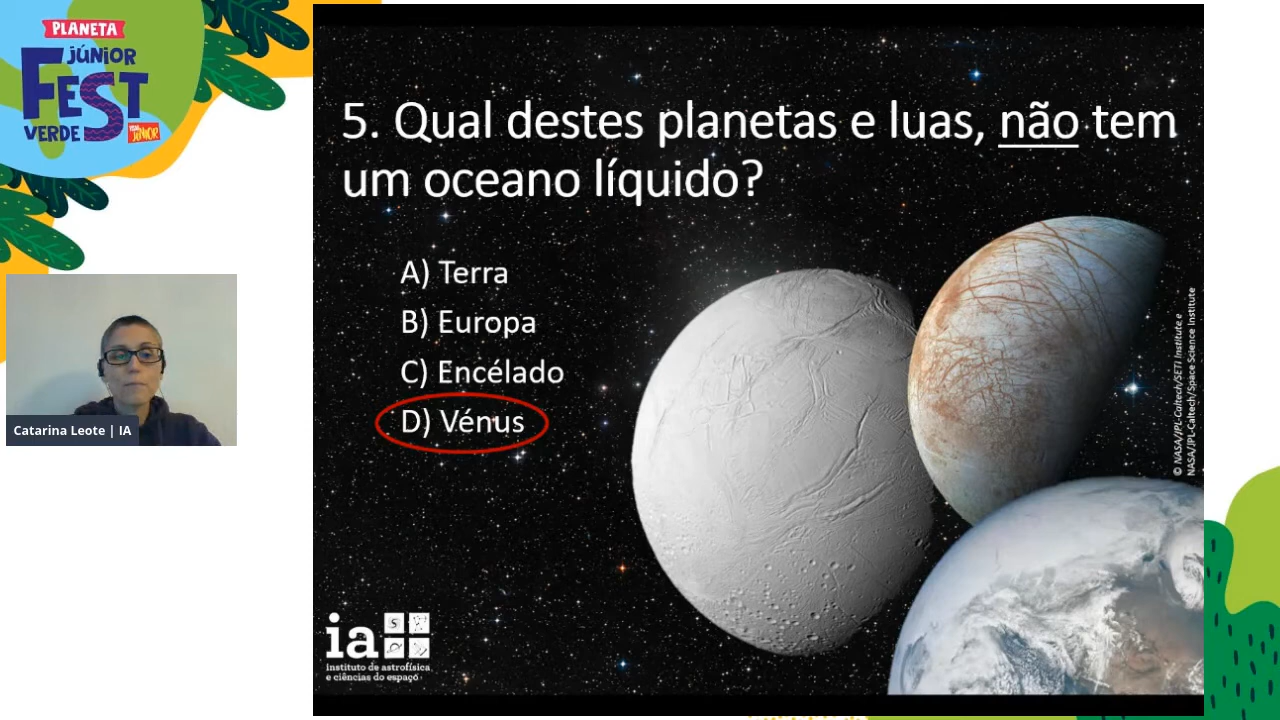 PLANETA
JÚNIOR
FEST
VERDE
JÚNIOR
5. Qual destes planetas e luas, não tem
um oceano líquido?
A) Terra
B) Europa
C) Encélado
D) Vénus
Catarina Leote | IA
© NASA/JPL-Caltech/SETI Institute e
NASA/JPL-Caltech/Space Science Institute
ia
instituto de astrofísica
e ciências do espaço